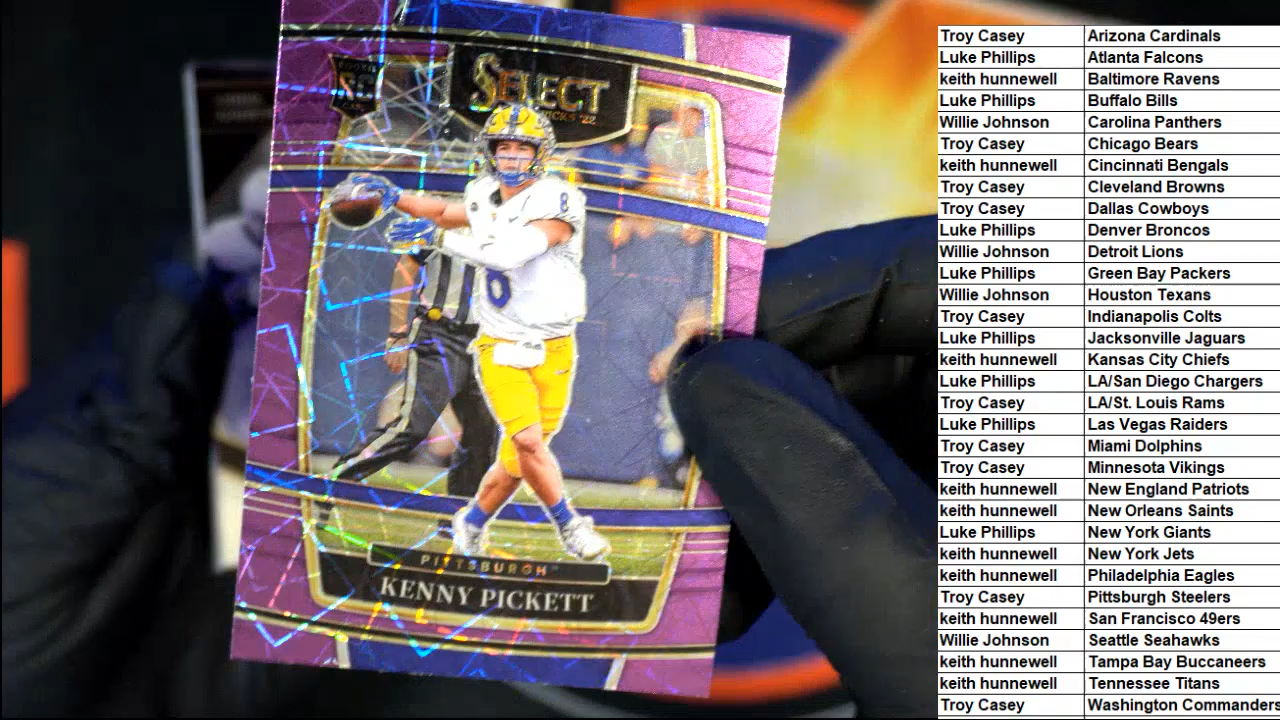 ROOKIE
SELECT
KS '22
8
8
PITTSBURGH
KENNY PICKETT
Troy Casey Arizona Cardinals
Luke Phillips Atlanta Falcons
keith hunnewell Baltimore Ravens
Luke Phillips Buffalo Bills
Willie Johnson Carolina Panthers
Troy Casey Chicago Bears
keith hunnewell Cincinnati Bengals
Troy Casey Cleveland Browns
Troy Casey Dallas Cowboys
Luke Phillips Denver Broncos
Willie Johnson Detroit Lions
Luke Phillips Green Bay Packers
Willie Johnson Houston Texans
Troy Casey Indianapolis Colts
Luke Phillips Jacksonville Jaguars
keith hunnewell Kansas City Chiefs
Luke Phillips LA/San Diego Chargers
Troy Casey LA/St. Louis Rams
Luke Phillips Las Vegas Raiders
Troy Casey Miami Dolphins
Troy Casey Minnesota Vikings
keith hunnewell New England Patriots
keith hunnewell New Orleans Saints
Luke Phillips New York Giants
keith hunnewell New York Jets
keith hunnewell Philadelphia Eagles
Troy Casey Pittsburgh Steelers
keith hunnewell San Francisco 49ers
Willie Johnson Seattle Seahawks
keith hunnewell Tampa Bay Buccaneers
keith hunnewell Tennessee Titans
Troy Casey Washington Commanders